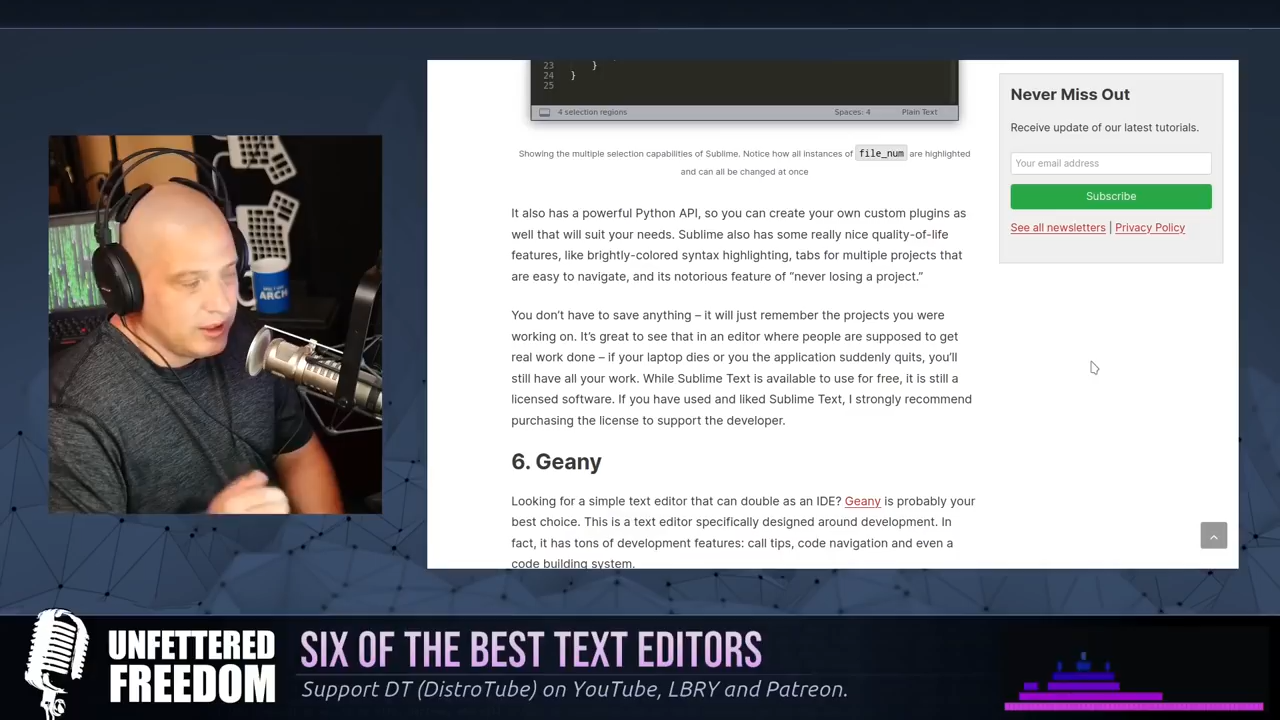 23 }
24 }
25
4 selection regions
Spaces: 4
Plain Text
Showing the multiple selection capabilities of Sublime. Notice how all instances of file_num are highlighted
and can all be changed at once
It also has a powerful Python API, so you can create your own custom plugins as
well that will suit your needs. Sublime also has some really nice quality-of-life
features, like brightly-colored syntax highlighting, tabs for multiple projects that
are easy to navigate, and its notorious feature of “never losing a project.”
You don’t have to save anything – it will just remember the projects you were
working on. It’s great to see that in an editor where people are supposed to get
real work done – if your laptop dies or you the application suddenly quits, you’ll
still have all your work. While Sublime Text is available to use for free, it is still a
licensed software. If you have used and liked Sublime Text, I strongly recommend
purchasing the license to support the developer.
6. Geany
Looking for a simple text editor that can double as an IDE? Geany is probably your
best choice. This is a text editor specifically designed around development. In
fact, it has tons of development features: call tips, code navigation and even a
code building system.
Never Miss Out
Receive update of our latest tutorials.
Your email address
Subscribe
See all newsletters | Privacy Policy
ARCH
UNFETTERED
FREEDOM
SIX OF THE BEST TEXT EDITORS
Support DT (DistroTube) on YouTube, LBRY and Patreon.